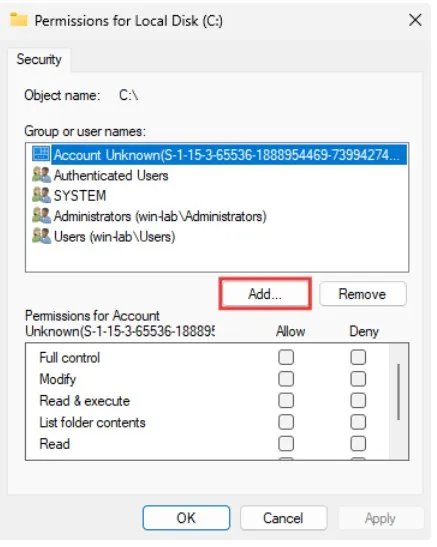 Permissions for Local Disk (C:)
Security
Object name: C:\
Group or user names:
Account Unknown(S-1-15-3-65536-1888954469-73994274...
Authenticated Users
SYSTEM
Administrators (win-lab\Administrators)
Users (win-lab\Users)
Add... Remove
Permissions for Account
Unknown(S-1-15-3-65536-18889 Allow Deny
Full control
Modify
Read & execute
List folder contents
Read
OK Cancel Apply